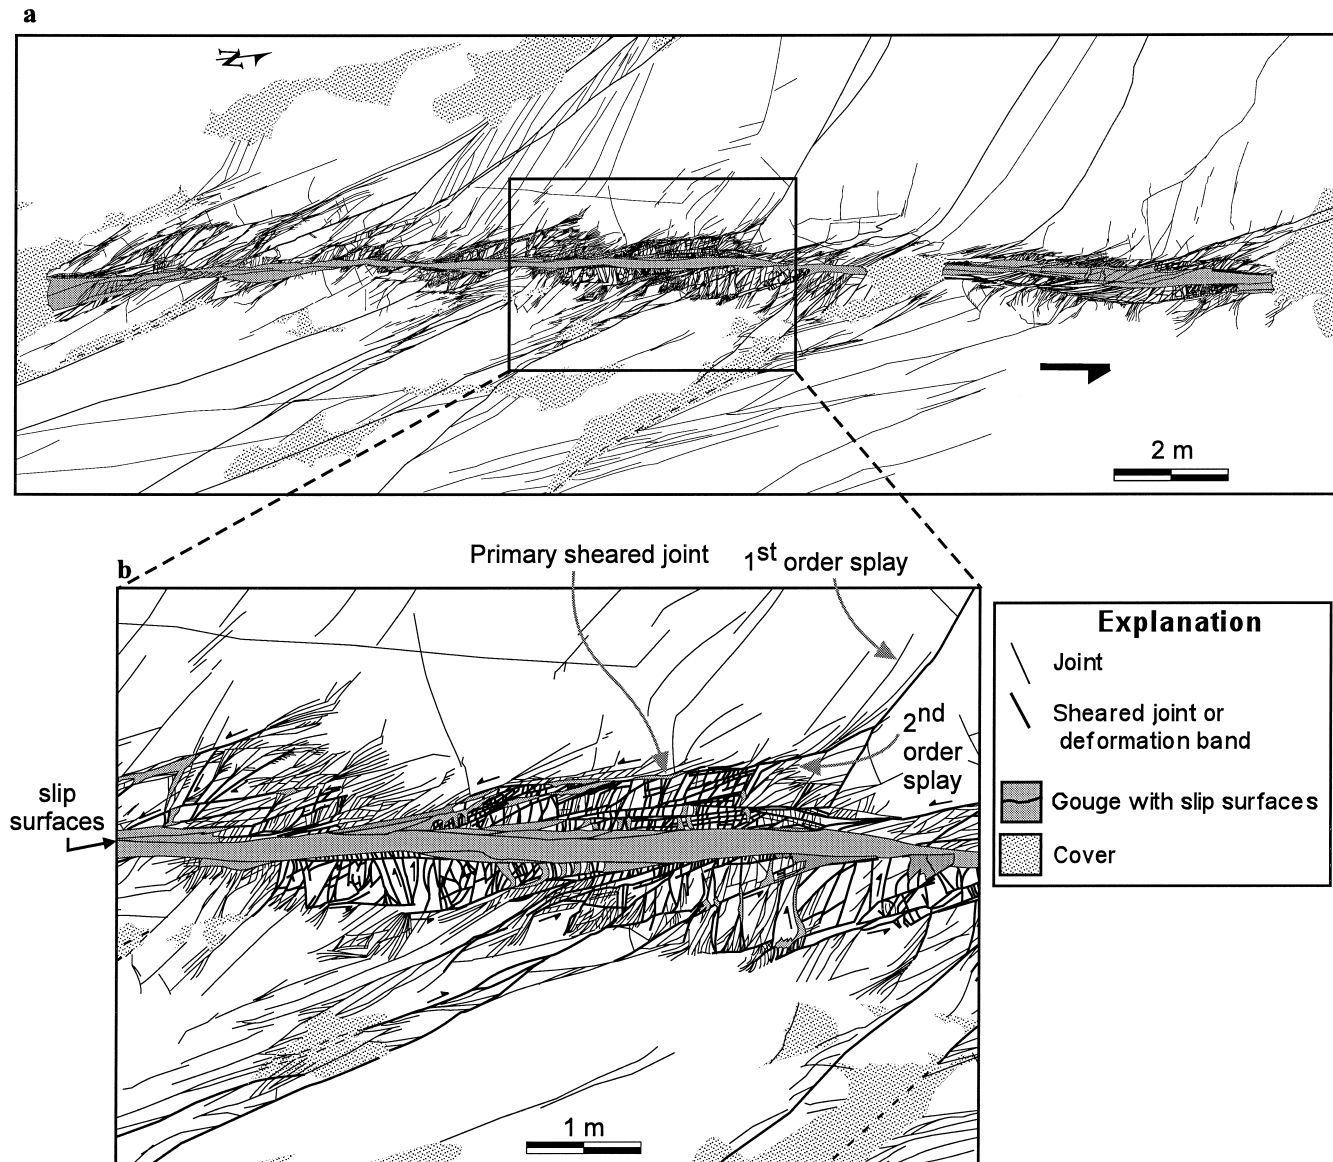 a
N
2 m
b
Primary sheared joint
1st order splay
2nd
order
splay
slip
surfaces
1 m
Explanation
Joint
Sheared joint or
deformation band
Gouge with slip surfaces
Cover